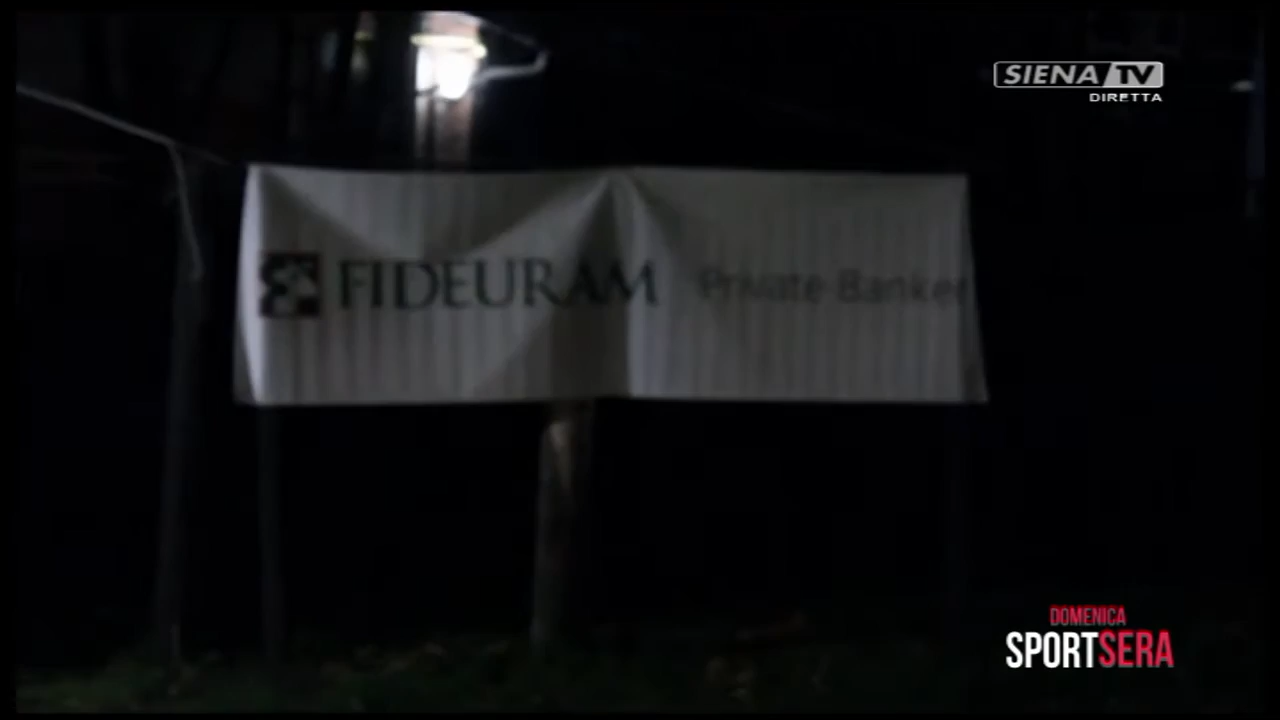 SIENA TV
DIRETTA
FIDEURAM Private Banker
DOMENICA
SPORTSERA